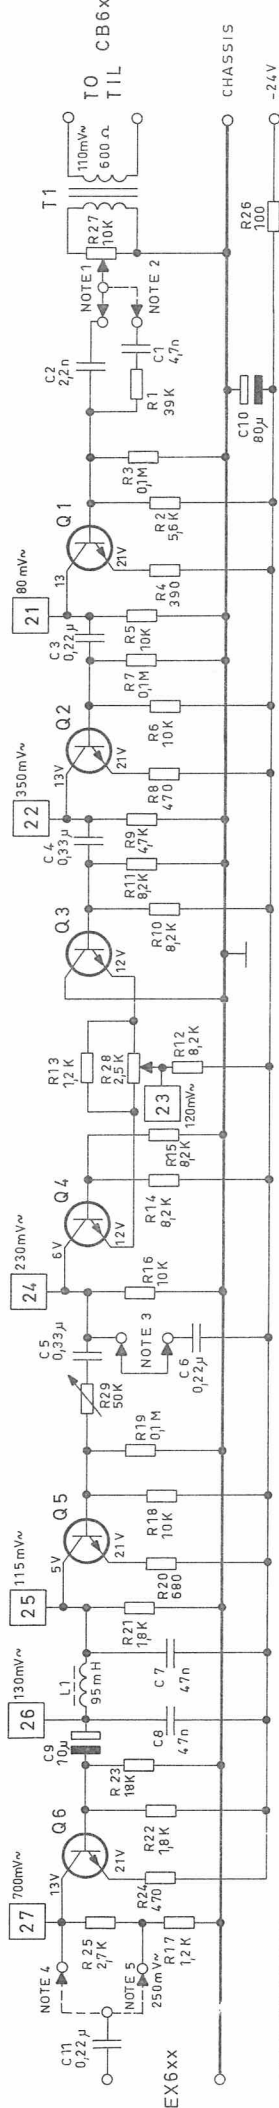 TO CB6x
TIL
110mV~
600 Ω
T1
R27
10K
NOTE 1
NOTE 2
C2
2,2n
C1
4,7n
R1
39K
R3
0,1M
R2
5,6K
Q1
80mV~
21
13
21V
R4
390
C3
0,22µ
R5
10K
R7
0,1M
R6
10K
Q2
350mV~
22
13V
21V
R8
470
C4
0,33µ
R9
4,7K
R11
8,2K
R10
8,2K
Q3
12V
R13
1,2K
R28
2,5K
23
120mV~
R12
8,2K
R15
8,2K
R14
8,2K
Q4
230mV~
24
6V
12V
R16
10K
C5
0,33µ
NOTE 3
C6
0,22µ
R29
50K
R19
0,1M
R18
10K
Q5
115mV~
25
5V
21V
R20
680
R21
1,8K
130mV~
26
L1
95mH
C7
47n
C8
47n
C9
10µ
R23
18K
R22
1,8K
Q6
700mV~
27
13V
21V
R24
470
R25
2,7K
R17
1,2K
NOTE 4
NOTE 5
250mV~
C11
0,22µ
EX6xx
CHASSIS
-24V
R26
100
C10
80µ